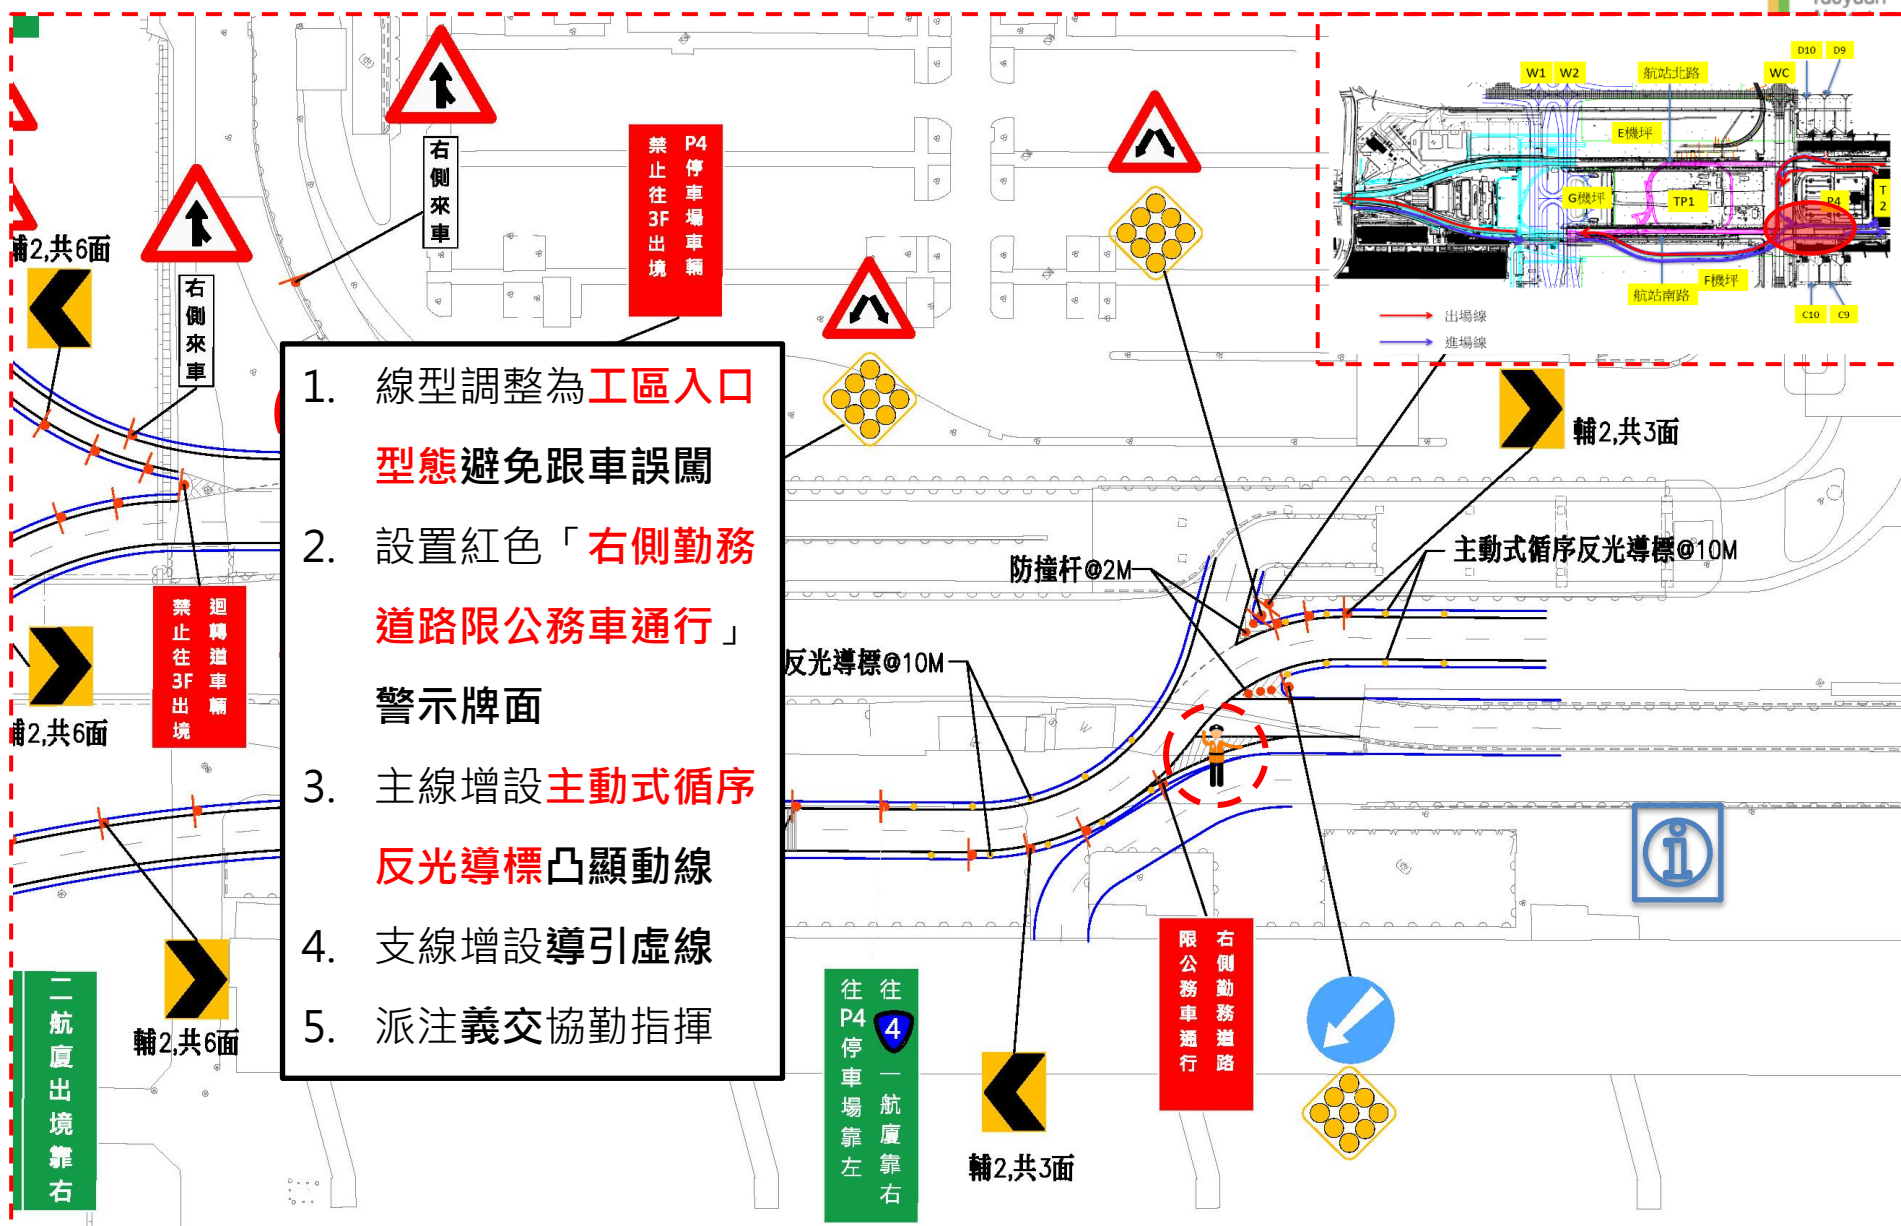 Taoyuan
右側來車
右側來車
P4停車場車輛
禁止往3F出境
輔2,共6面
W1 W2
航站北路
WC
D10 D9
E機坪
G機坪
TP1
P4
T2
F機坪
航站南路
C10 C9
出場線
進場線
輔2,共3面
1. 線型調整為工區入口
型態避免跟車誤闖
2. 設置紅色「右側勤務
道路限公務車通行」
警示牌面
3. 主線增設主動式循序
反光導標凸顯動線
4. 支線增設導引虛線
5. 派注義交協勤指揮
防撞杆@2M
主動式循序反光導標@10M
反光導標@10M
迴轉道車輛
禁止往3F出境
輔2,共6面
輔2,共6面
二航廈出境靠右
往4一航廈靠右
往P4停車場靠左
輔2,共3面
右側勤務道路
限公務車通行